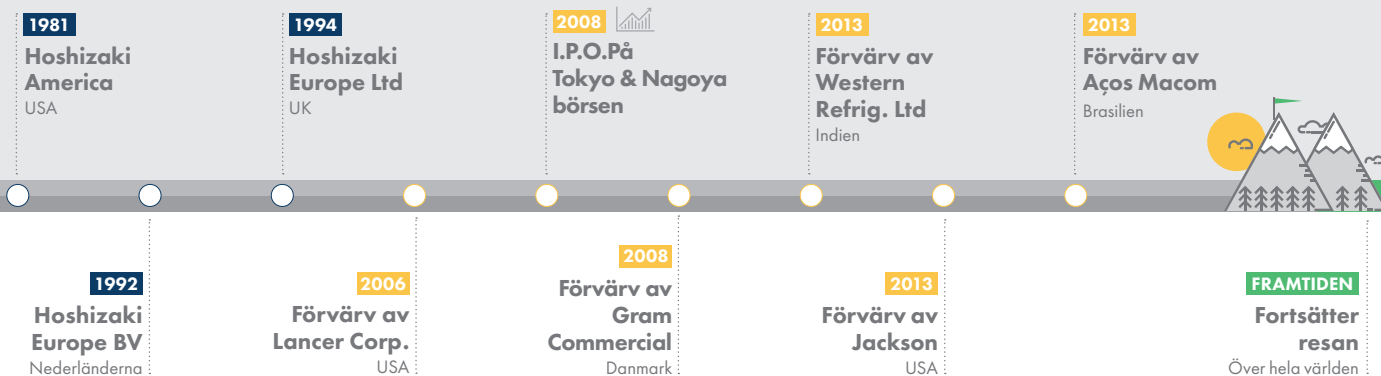 1981
Hoshizaki
America
USA
1994
Hoshizaki
Europe Ltd
UK
2008
I.P.O.På
Tokyo & Nagoya
börsen
2013
Förvärv av
Western
Refrig. Ltd
Indien
2013
Förvärv av
Aços Macom
Brasilien
1992
Hoshizaki
Europe BV
Nederländerna
2006
Förvärv av
Lancer Corp.
USA
2008
Förvärv av
Gram
Commercial
Danmark
2013
Förvärv av
Jackson
USA
FRAMTIDEN
Fortsätter
resan
Över hela världen